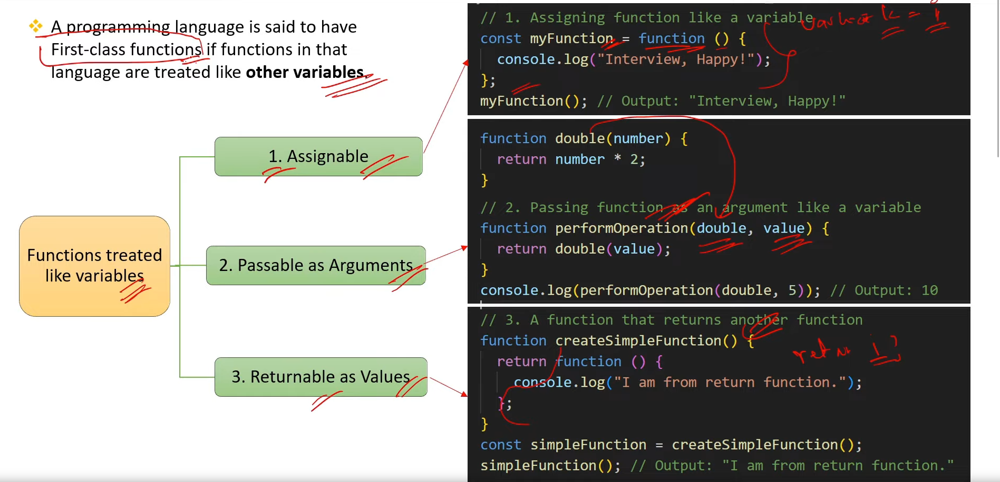 A programming language is said to have
First-class functions if functions in that
language are treated like other variables.
Functions treated
like variables
1. Assignable
2. Passable as Arguments
3. Returnable as Values
// 1. Assigning function like a variable
const myFunction = function () {
console.log("Interview, Happy!");
};
myFunction(); // Output: "Interview, Happy!"
function double(number) {
return number * 2;
}
// 2. Passing function as an argument like a variable
function performOperation(double, value) {
return double(value);
}
console.log(performOperation(double, 5)); // Output: 10
// 3. A function that returns another function
function createSimpleFunction() {
return function () {
console.log("I am from return function.");
};
}
const simpleFunction = createSimpleFunction();
simpleFunction(); // Output: "I am from return function."